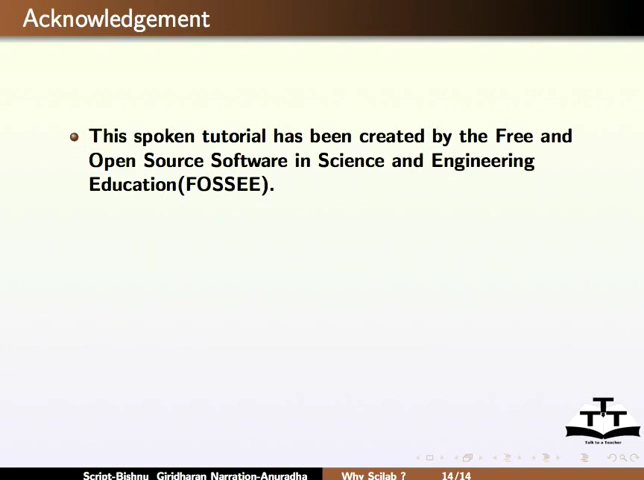 Acknowledgement
This spoken tutorial has been created by the Free and
Open Source Software in Science and Engineering
Education(FOSSEE).
TTT
Talk to a Teacher
Script-Bishnu Giridharan Narration-Anuradha Why Scilab ? 14/14